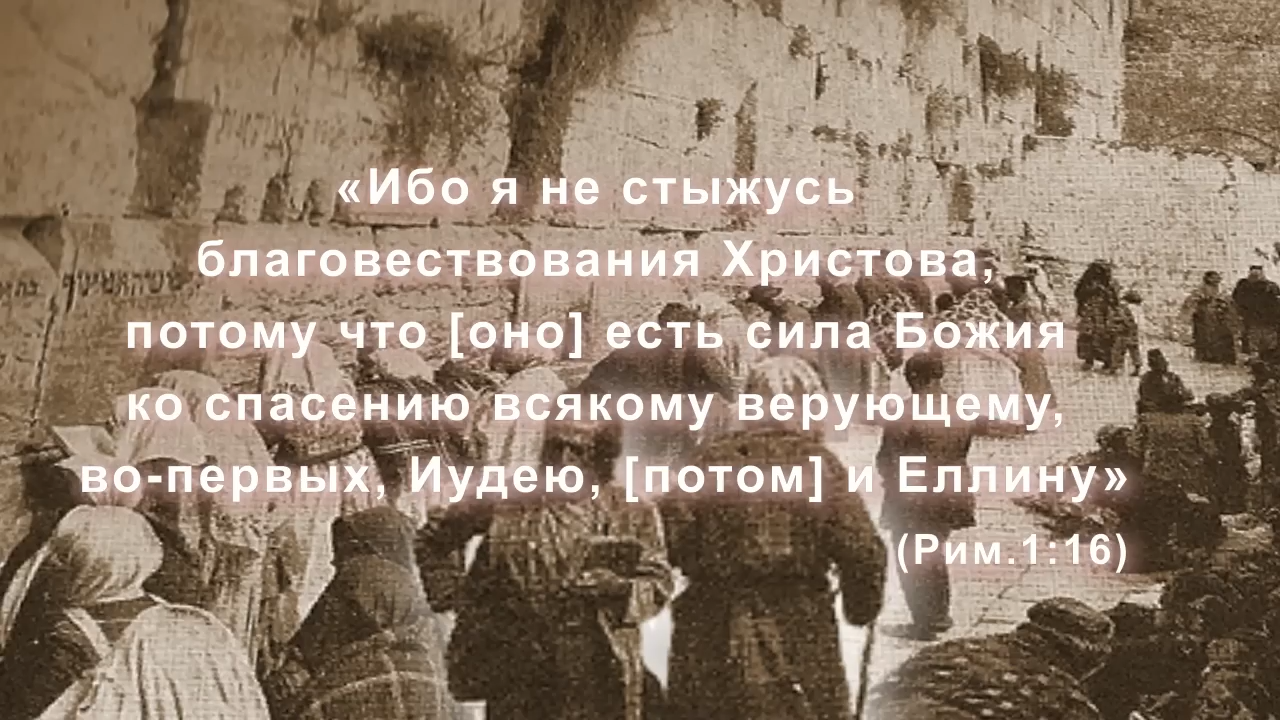 «Ибо я не стыжусь
благовествования Христова,
потому что [оно] есть сила Божия
ко спасению всякому верующему,
во-первых, Иудею, [потом] и Еллину»
(Рим.1:16)